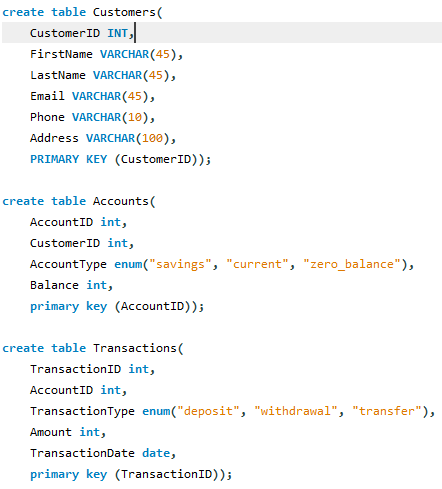 create table Customers(
CustomerID INT,
FirstName VARCHAR(45),
LastName VARCHAR(45),
Email VARCHAR(45),
Phone VARCHAR(10),
Address VARCHAR(100),
PRIMARY KEY (CustomerID));
create table Accounts(
AccountID int,
CustomerID int,
AccountType enum("savings", "current", "zero_balance"),
Balance int,
primary key (AccountID));
create table Transactions(
TransactionID int,
AccountID int,
TransactionType enum("deposit", "withdrawal", "transfer"),
Amount int,
TransactionDate date,
primary key (TransactionID));